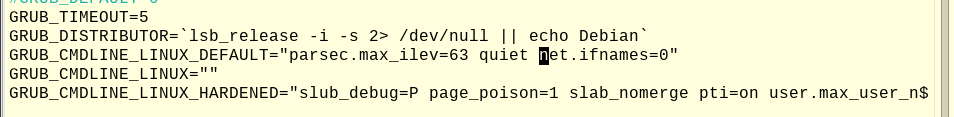 GRUB_TIMEOUT=5
GRUB_DISTRIBUTOR=`lsb_release -i -s 2> /dev/null || echo Debian`
GRUB_CMDLINE_LINUX_DEFAULT="parsec.max_ilev=63 quiet net.ifnames=0"
GRUB_CMDLINE_LINUX=""
GRUB_CMDLINE_LINUX_HARDENED="slub_debug=P page_poison=1 slab_nomerge pti=on user.max_user_n$